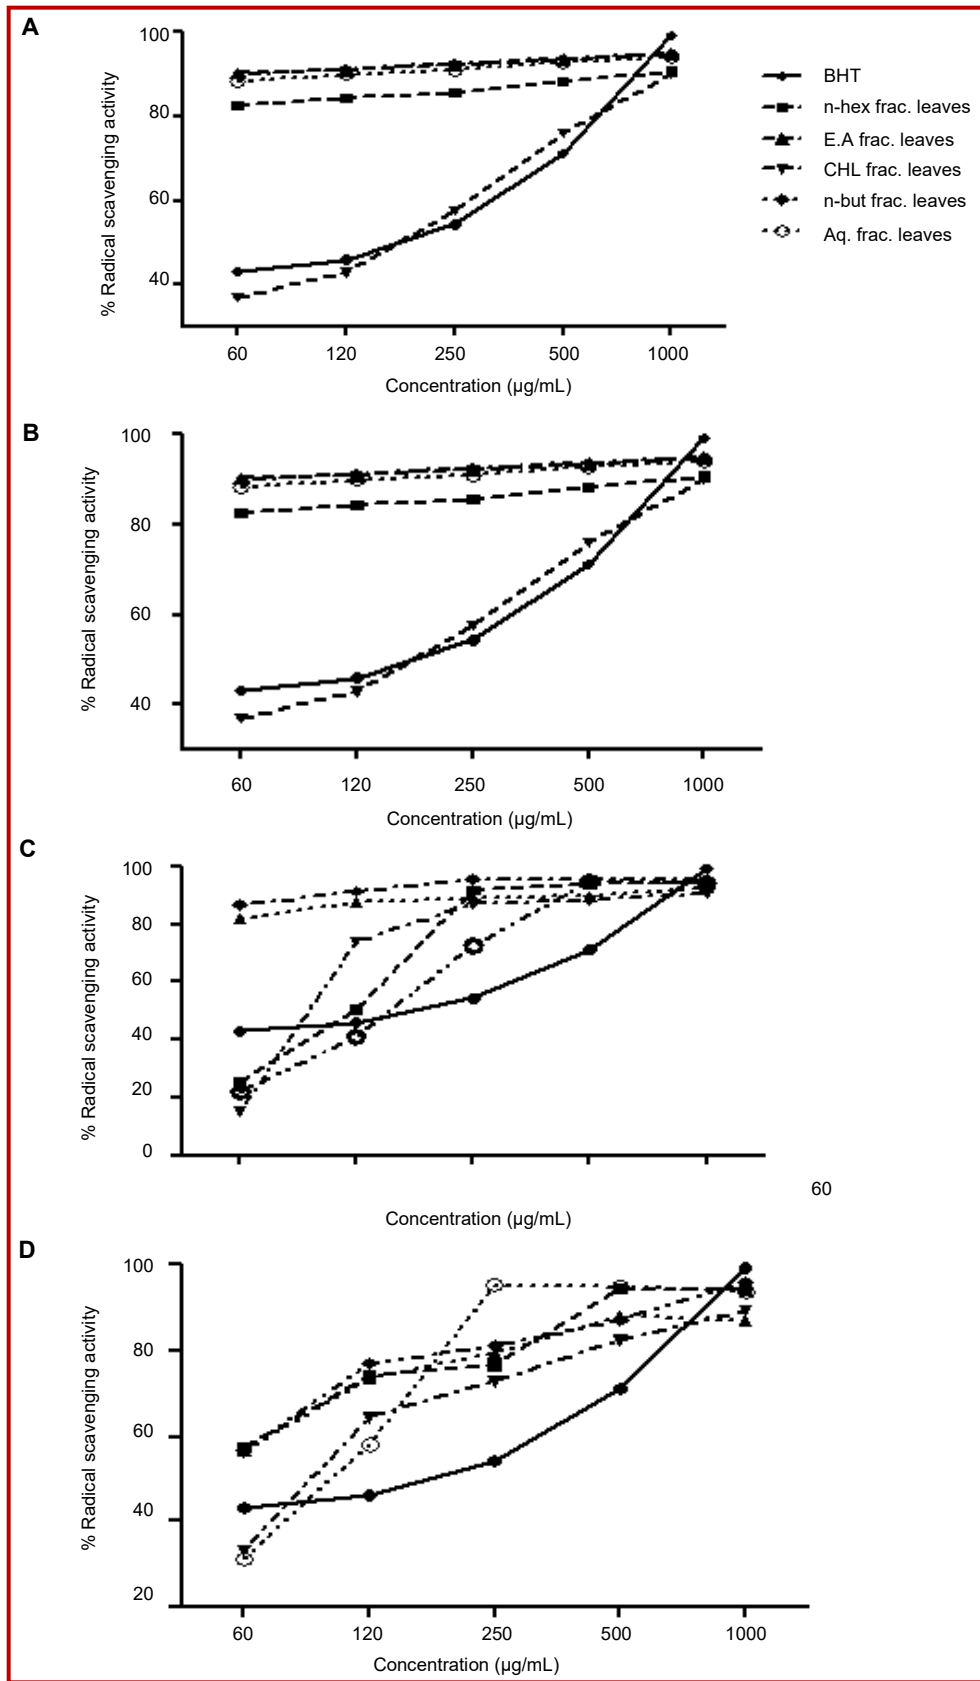 A
100
80
60
40
% Radical scavenging activity
60 120 250 500 1000
Concentration (µg/mL)
BHT
n-hex frac. leaves
E.A frac. leaves
CHL frac. leaves
n-but frac. leaves
Aq. frac. leaves
B
100
80
60
40
% Radical scavenging activity
60 120 250 500 1000
Concentration (µg/mL)
C
100
80
60
40
20
0
% Radical scavenging activity
60
Concentration (µg/mL)
D
100
80
60
40
20
% Radical scavenging activity
60 120 250 500 1000
Concentration (µg/mL)